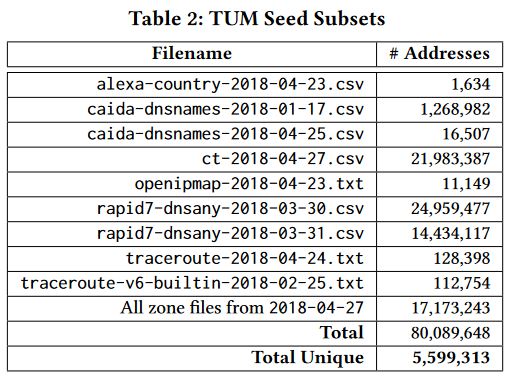 Table 2: TUM Seed Subsets
Filename # Addresses
alexa-country-2018-04-23.csv 1,634
caida-dnsnames-2018-01-17.csv 1,268,982
caida-dnsnames-2018-04-25.csv 16,507
ct-2018-04-27.csv 21,983,387
openipmap-2018-04-23.txt 11,149
rapid7-dnsany-2018-03-30.csv 24,959,477
rapid7-dnsany-2018-03-31.csv 14,434,117
traceroute-2018-04-24.txt 128,398
traceroute-v6-builtin-2018-02-25.txt 112,754
All zone files from 2018-04-27 17,173,243
Total 80,089,648
Total Unique 5,599,313